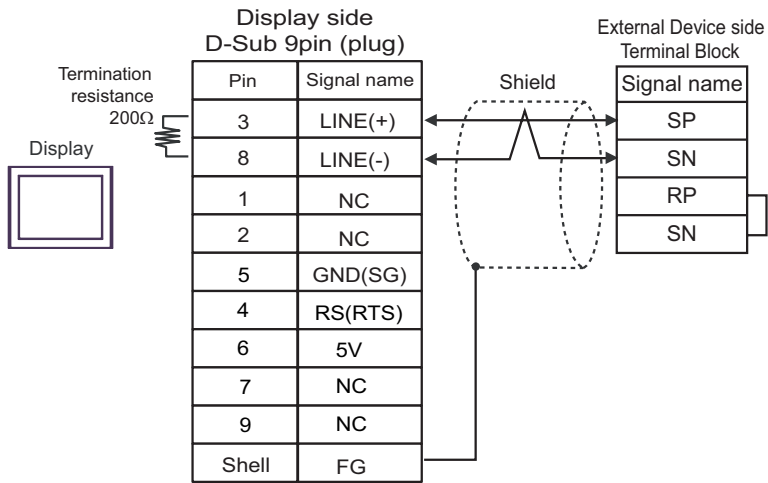 Display side
D-Sub 9pin (plug)
External Device side
Terminal Block
Termination
resistance
200Ω
Display
Shield
Pin Signal name
3 LINE(+)
8 LINE(-)
1 NC
2 NC
5 GND(SG)
4 RS(RTS)
6 5V
7 NC
9 NC
Shell FG
Signal name
SP
SN
RP
SN